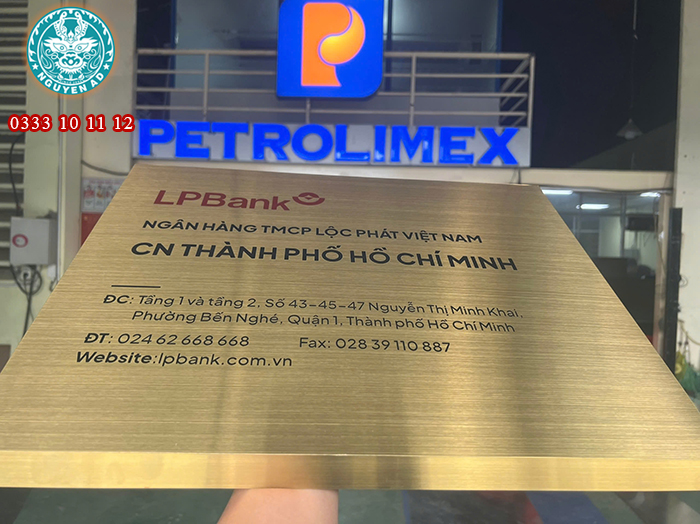 NGUYEN AD
0333 10 11 12
PETROLIMEX
LPBank
NGÂN HÀNG TMCP LỘC PHÁT VIỆT NAM
CN THÀNH PHỐ HỒ CHÍ MINH
ĐC: Tầng 1 và tầng 2, Số 43-45-47 Nguyễn Thị Minh Khai,
Phường Bến Nghé, Quận 1, Thành phố Hồ Chí Minh
ĐT: 024 62 668 668 Fax: 028 39 110 887
Website:lpbank.com.vn